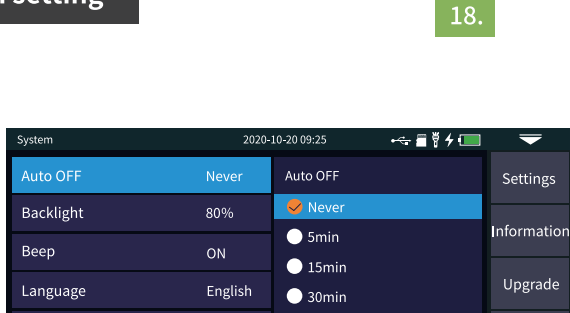 setting
18.
System 2020-10-20 09:25
Auto OFF Never Auto OFF
Settings
Never
Backlight 80%
5min
Information
Beep ON
15min
Upgrade
Language English
30min